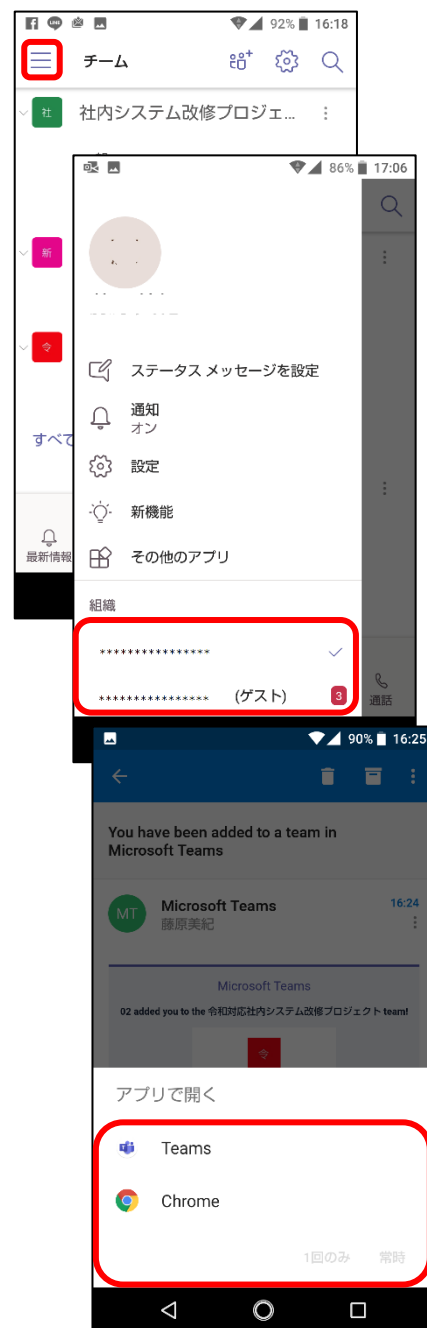 92% 16:18
チーム
社 社内システム改修プロジェ...
新
令
すべて
最新情報
86% 17:06
ステータス メッセージを設定
通知
オン
設定
新機能
その他のアプリ
組織
****************
**************** (ゲスト) 3
通話
90% 16:25
You have been added to a team in
Microsoft Teams
MT Microsoft Teams 16:24
藤原美紀
Microsoft Teams
02 added you to the 令和対応社内システム改修プロジェクト team!
令
アプリで開く
Teams
Chrome
1回のみ 常時